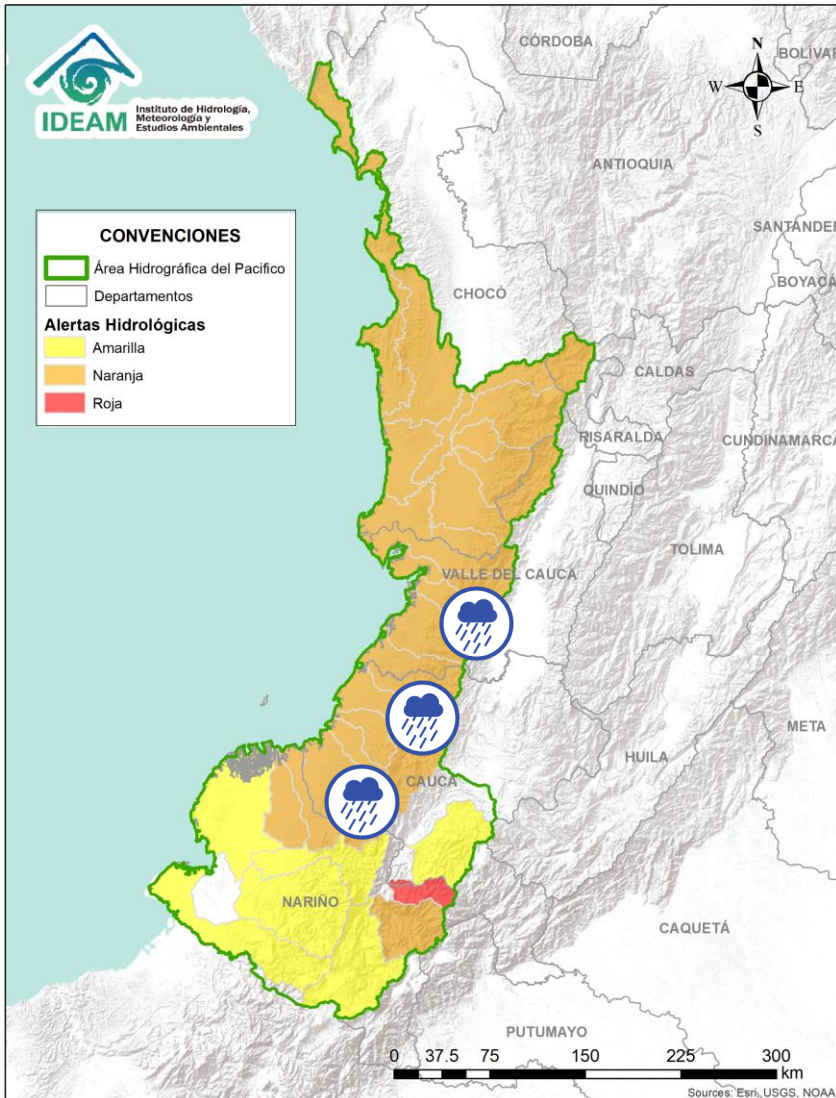 IDEAM
Instituto de Hidrología,
Meteorología y
Estudios Ambientales
CÓRDOBA
BOLÍVAR
N
W
E
S
ANTIOQUIA
SANTANDER
BOYACÁ
CONVENCIONES
Área Hidrográfica del Pacifico
Departamentos
Alertas Hidrológicas
Amarilla
Naranja
Roja
CHOCÓ
CALDAS
RISARALDA
CUNDINAMARCA
QUINDÍO
TOLIMA
VALLE DEL CAUCA
META
HUILA
CAUCA
NARIÑO
CAQUETÁ
PUTUMAYO
0 37.5 75 150 225 300
km
Sources: Esri, USGS, NOAA